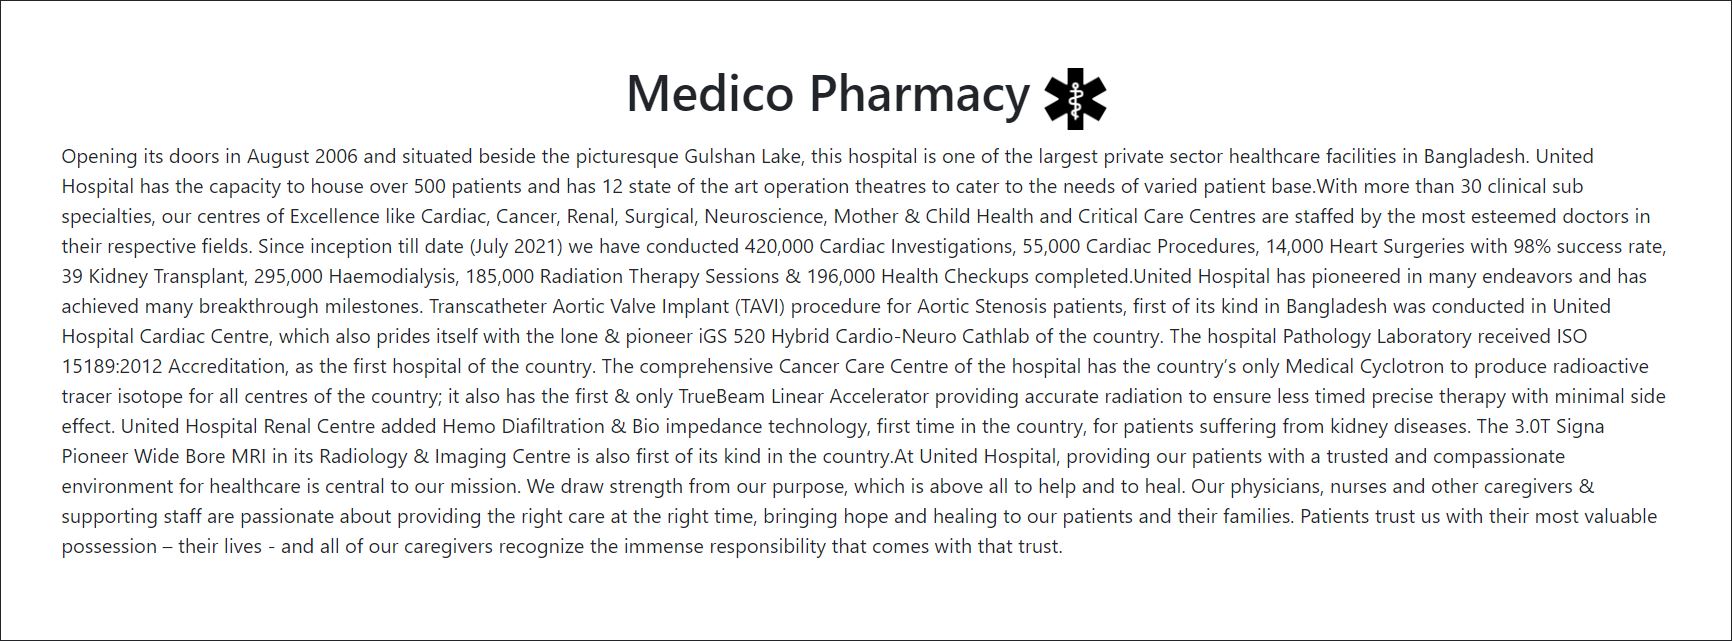 Medico Pharmacy
Opening its doors in August 2006 and situated beside the picturesque Gulshan Lake, this hospital is one of the largest private sector healthcare facilities in Bangladesh. United
Hospital has the capacity to house over 500 patients and has 12 state of the art operation theatres to cater to the needs of varied patient base.With more than 30 clinical sub
specialties, our centres of Excellence like Cardiac, Cancer, Renal, Surgical, Neuroscience, Mother & Child Health and Critical Care Centres are staffed by the most esteemed doctors in
their respective fields. Since inception till date (July 2021) we have conducted 420,000 Cardiac Investigations, 55,000 Cardiac Procedures, 14,000 Heart Surgeries with 98% success rate,
39 Kidney Transplant, 295,000 Haemodialysis, 185,000 Radiation Therapy Sessions & 196,000 Health Checkups completed.United Hospital has pioneered in many endeavors and has
achieved many breakthrough milestones. Transcatheter Aortic Valve Implant (TAVI) procedure for Aortic Stenosis patients, first of its kind in Bangladesh was conducted in United
Hospital Cardiac Centre, which also prides itself with the lone & pioneer iGS 520 Hybrid Cardio-Neuro Cathlab of the country. The hospital Pathology Laboratory received ISO
15189:2012 Accreditation, as the first hospital of the country. The comprehensive Cancer Care Centre of the hospital has the country’s only Medical Cyclotron to produce radioactive
tracer isotope for all centres of the country; it also has the first & only TrueBeam Linear Accelerator providing accurate radiation to ensure less timed precise therapy with minimal side
effect. United Hospital Renal Centre added Hemo Diafiltration & Bio impedance technology, first time in the country, for patients suffering from kidney diseases. The 3.0T Signa
Pioneer Wide Bore MRI in its Radiology & Imaging Centre is also first of its kind in the country.At United Hospital, providing our patients with a trusted and compassionate
environment for healthcare is central to our mission. We draw strength from our purpose, which is above all to help and to heal. Our physicians, nurses and other caregivers &
supporting staff are passionate about providing the right care at the right time, bringing hope and healing to our patients and their families. Patients trust us with their most valuable
possession – their lives - and all of our caregivers recognize the immense responsibility that comes with that trust.